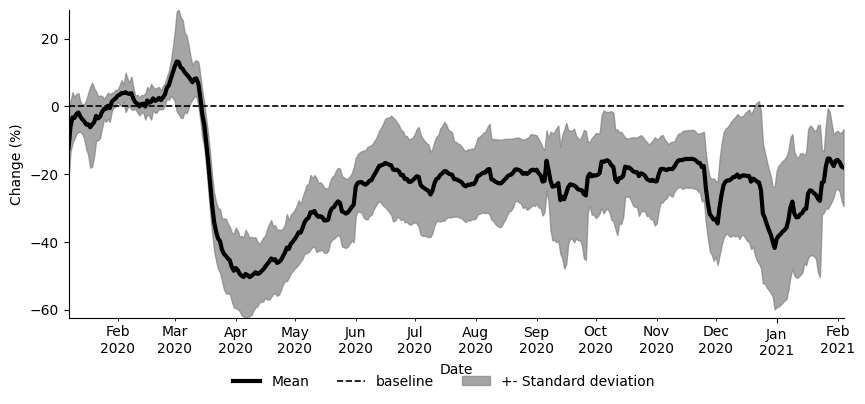 Change (%)
20
0
−20
−40
−60
Feb Mar Apr May Jun Jul Aug Sep Oct Nov Dec Jan Feb
2020 2020 2020 2020 2020 2020 2020 2020 2020 2020 2020 2021 2021
Date
Mean baseline +- Standard deviation